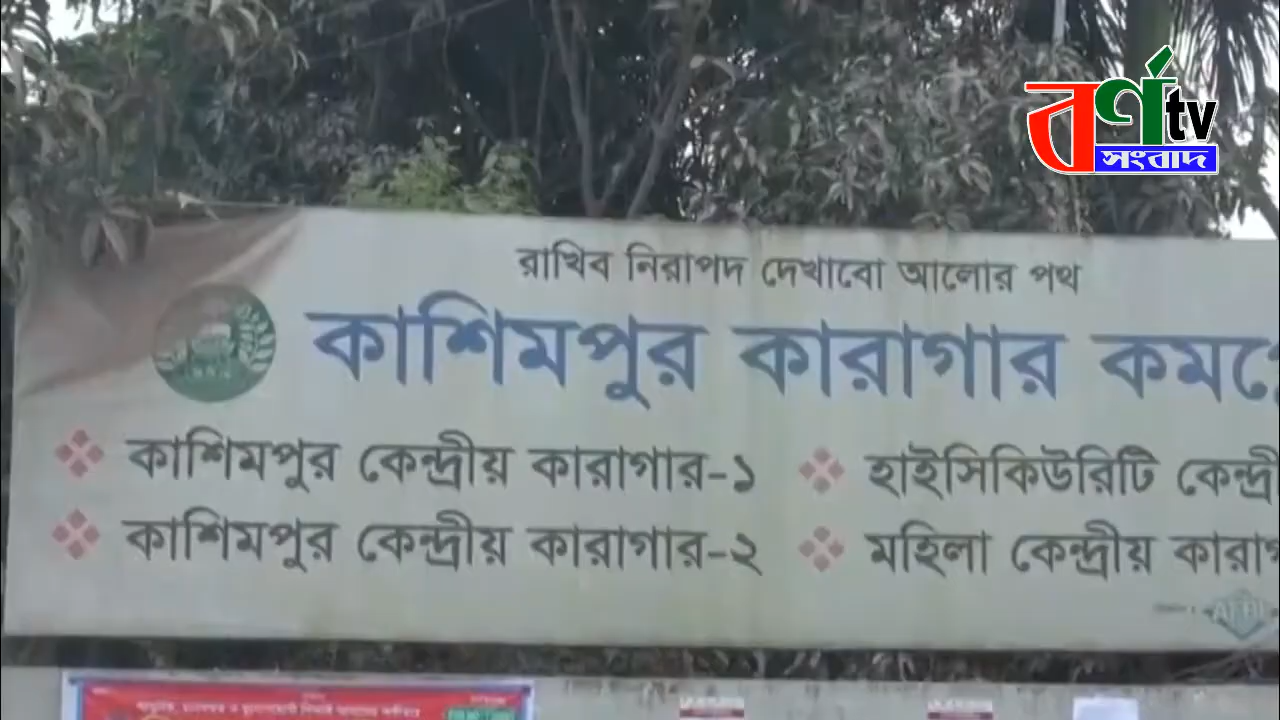 বর্ণ tv
সংবাদ
রাখিব নিরাপদ দেখাবো আলোর পথ
কাশিমপুর কারাগার
কাশিমপুর কেন্দ্রীয় কারাগার-১
হাইসিকিউরিটি
কাশিমপুর কেন্দ্রীয় কারাগার-২
মহিলা কেন্দ্রীয়